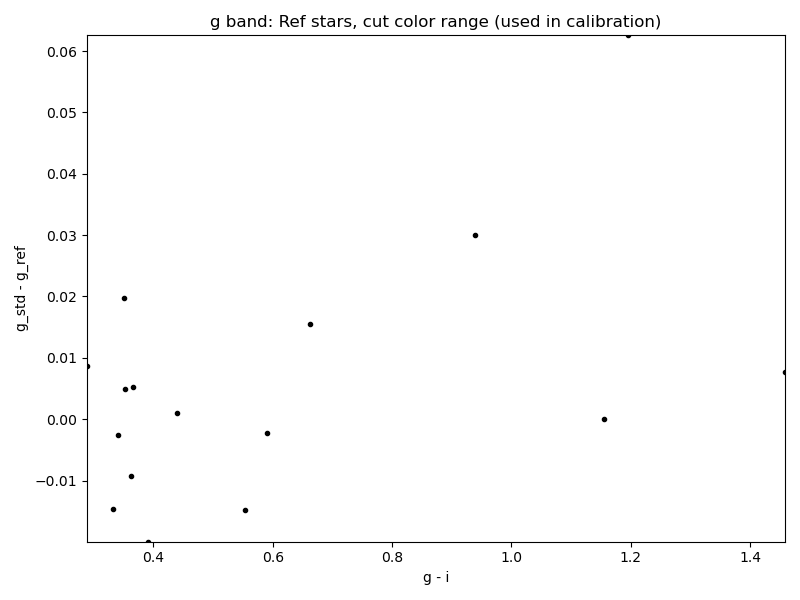 g band: Ref stars, cut color range (used in calibration)
0.06
0.05
0.04
0.03
0.02
0.01
0.00
−0.01
g_std - g_ref
0.4 0.6 0.8 1.0 1.2 1.4
g - i